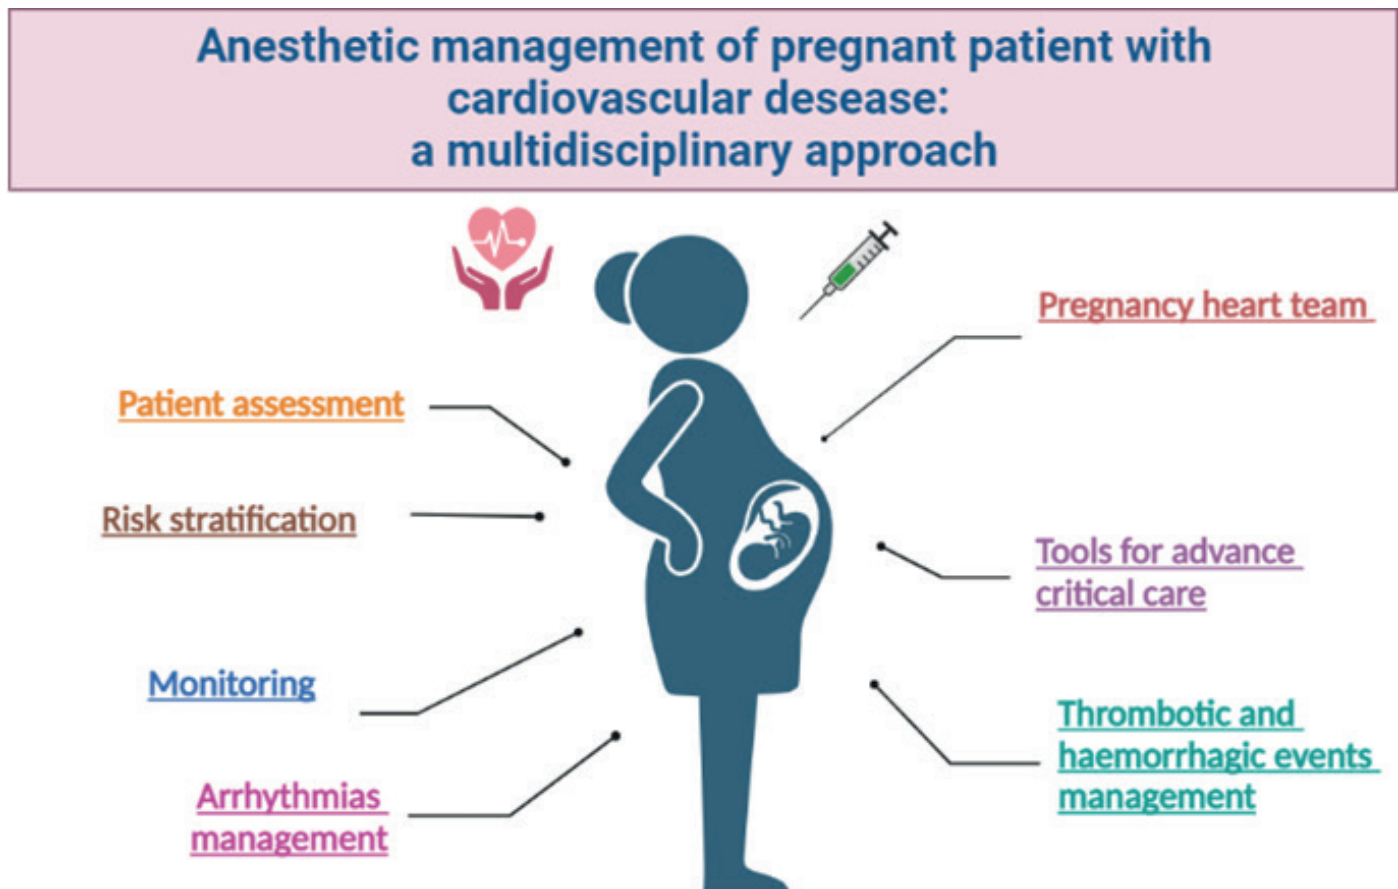 Anesthetic management of pregnant patient with
cardiovascular desease:
a multidisciplinary approach
Patient assessment
Risk stratification
Monitoring
Arrhythmias
management
Pregnancy heart team
Tools for advance
critical care
Thrombotic and
haemorrhagic events
management